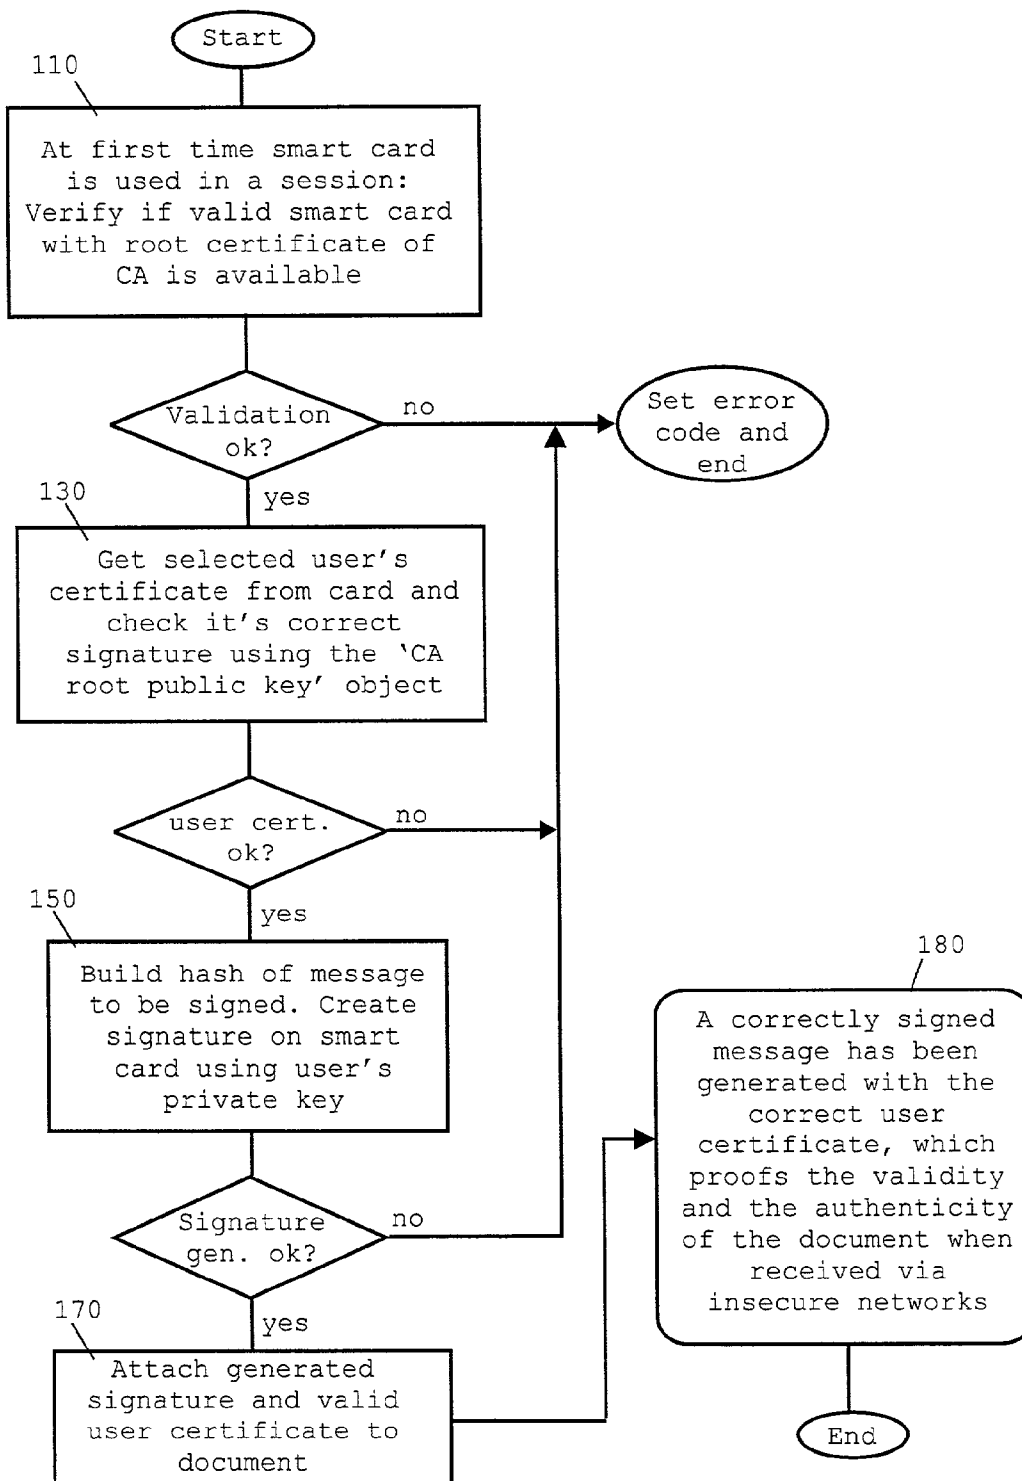 Start
110
At first time smart card
is used in a session:
Verify if valid smart card
with root certificate of
CA is available
Validation
ok?
no
Set error
code and
end
yes
130
Get selected user's
certificate from card and
check it's correct
signature using the 'CA
root public key' object
user cert.
ok?
no
yes
150
Build hash of message
to be signed. Create
signature on smart
card using user's
private key
Signature
gen. ok?
no
yes
170
Attach generated
signature and valid
user certificate to
document
180
A correctly signed
message has been
generated with the
correct user
certificate, which
proofs the validity
and the authenticity
of the document when
received via
insecure networks
End